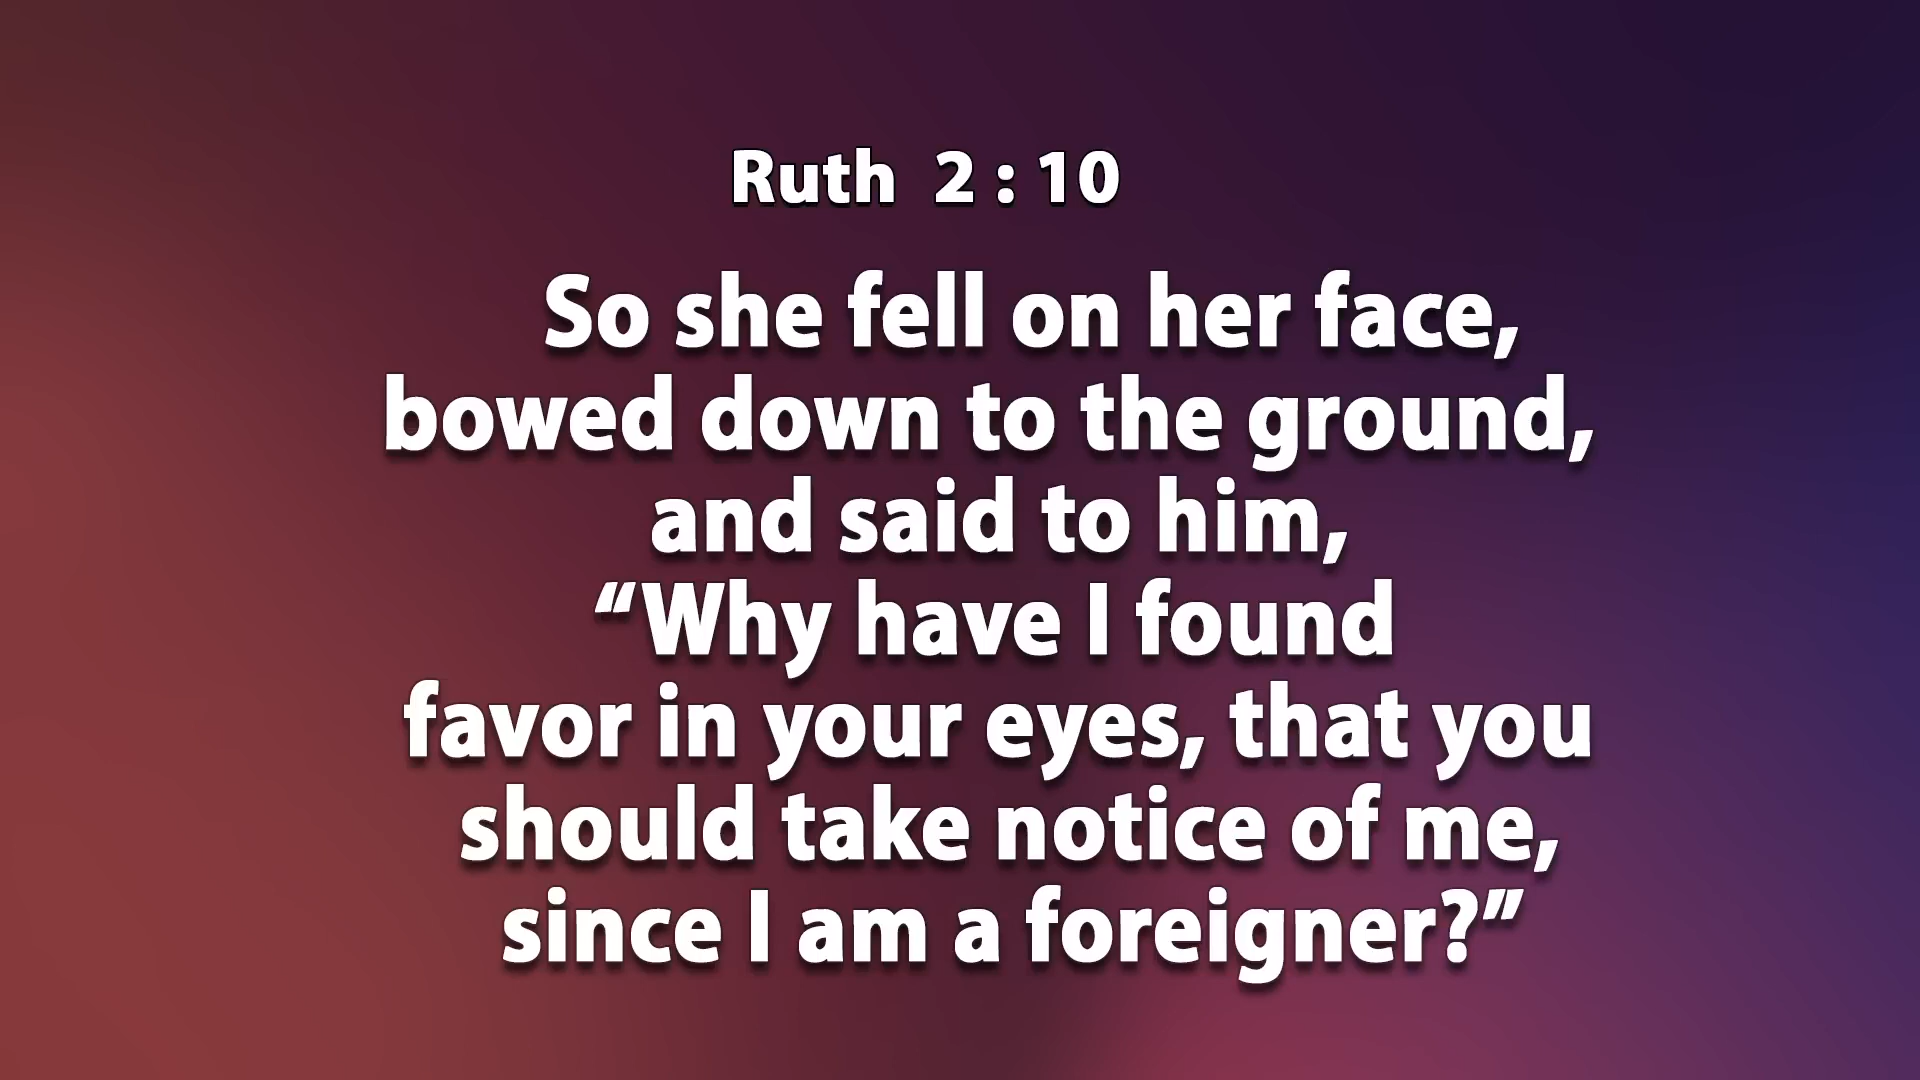 Ruth 2 : 10
So she fell on her face,
bowed down to the ground,
and said to him,
“Why have I found
favor in your eyes, that you
should take notice of me,
since I am a foreigner?”